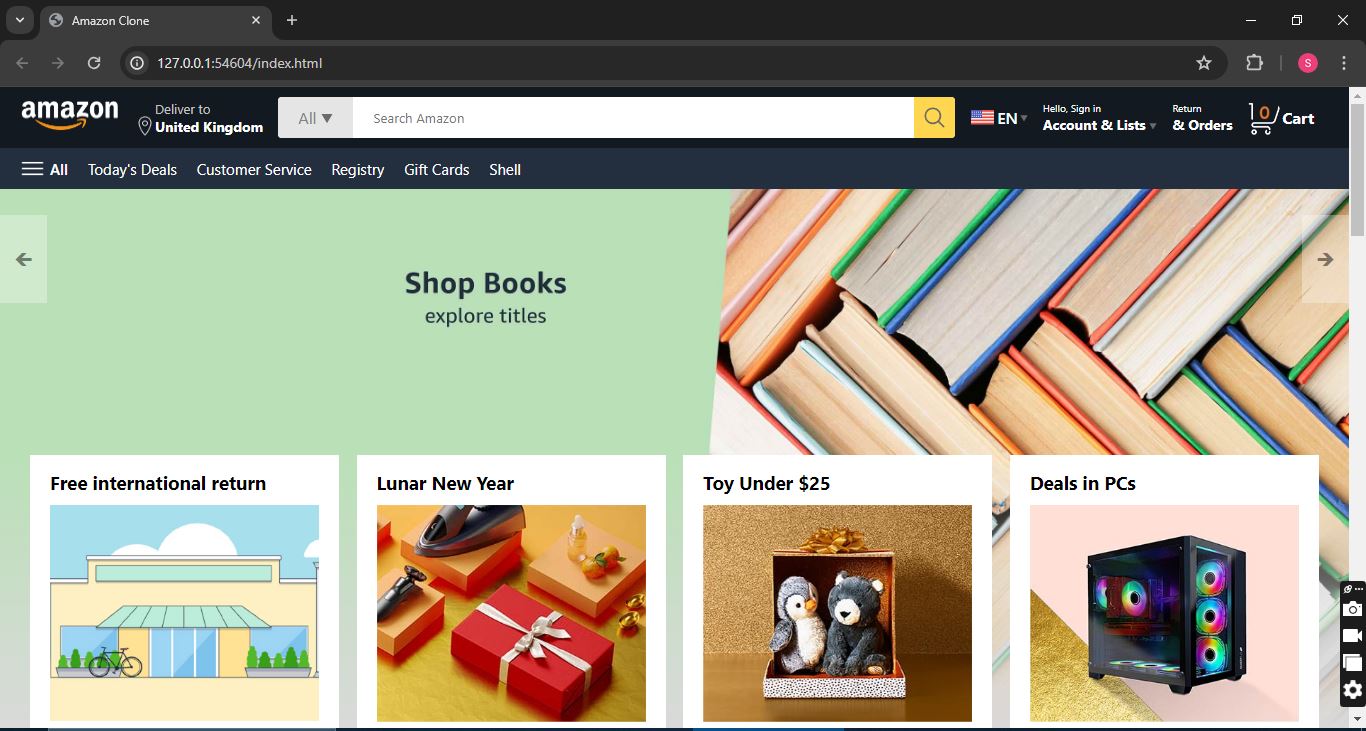 Amazon Clone
127.0.0.1:54604/index.html
S
amazon
Deliver to
United Kingdom
All ▼
Search Amazon
EN
Hello, Sign in
Account & Lists
Return
& Orders
0
Cart
All
Today's Deals
Customer Service
Registry
Gift Cards
Shell
Shop Books
explore titles
Free international return
Lunar New Year
Toy Under $25
Deals in PCs